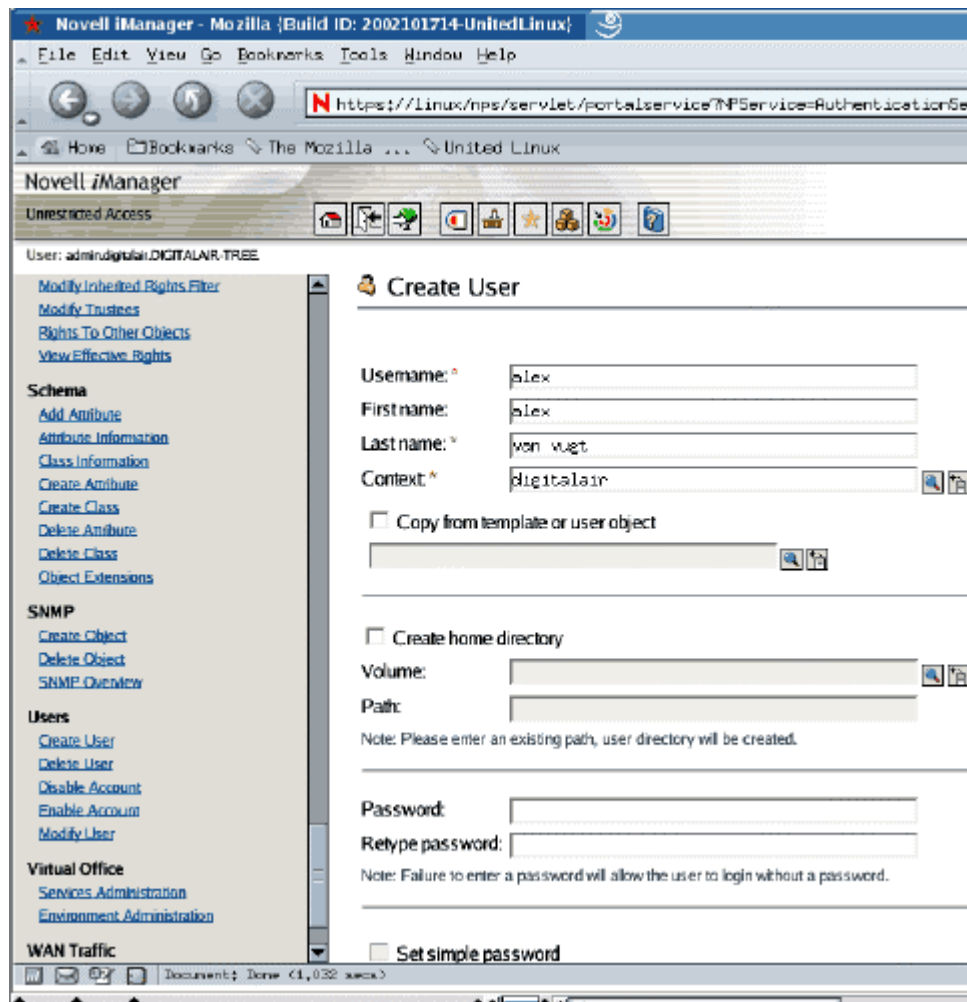 Novell iManager - Mozilla {Build ID: 2002101714-UnitedLinux}
File Edit View Go Bookmarks Tools Window Help
N https://linux/nps/servlet/portalservice?NPService=AuthenticationSe
Home Bookmarks The Mozilla ... United Linux
Novell iManager
Unrestricted Access
User: admin.digitalair.DIGITALAIR-TREE.
Modify Inherited Rights Filter
Modify Trustees
Rights To Other Objects
View Effective Rights
Schema
Add Attribute
Attribute Information
Class Information
Create Attribute
Create Class
Delete Attribute
Delete Class
Object Extensions
SNMP
Create Object
Delete Object
SNMP Overview
Users
Create User
Delete User
Disable Account
Enable Account
Modify User
Virtual Office
Services Administration
Environment Administration
WAN Traffic
Create User
Username: * alex
First name: alex
Last name: * van vugt
Context: * digitalair
Copy from template or user object
Create home directory
Volume:
Path:
Note: Please enter an existing path, user directory will be created.
Password:
Retype password:
Note: Failure to enter a password will allow the user to login without a password.
Set simple password
Document: Done (1,032 secs)